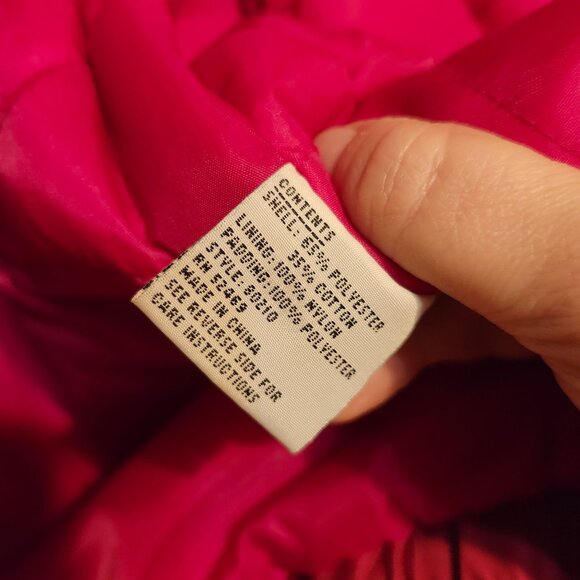 CONTENTS
SHELL: 65% POLYESTER
35% COTTON
LINING: 100% NYLON
PADDING: 100% POLYESTER
STYLE: 8020
RN 52469
MADE IN CHINA
SEE REVERSE SIDE FOR
CARE INSTRUCTIONS